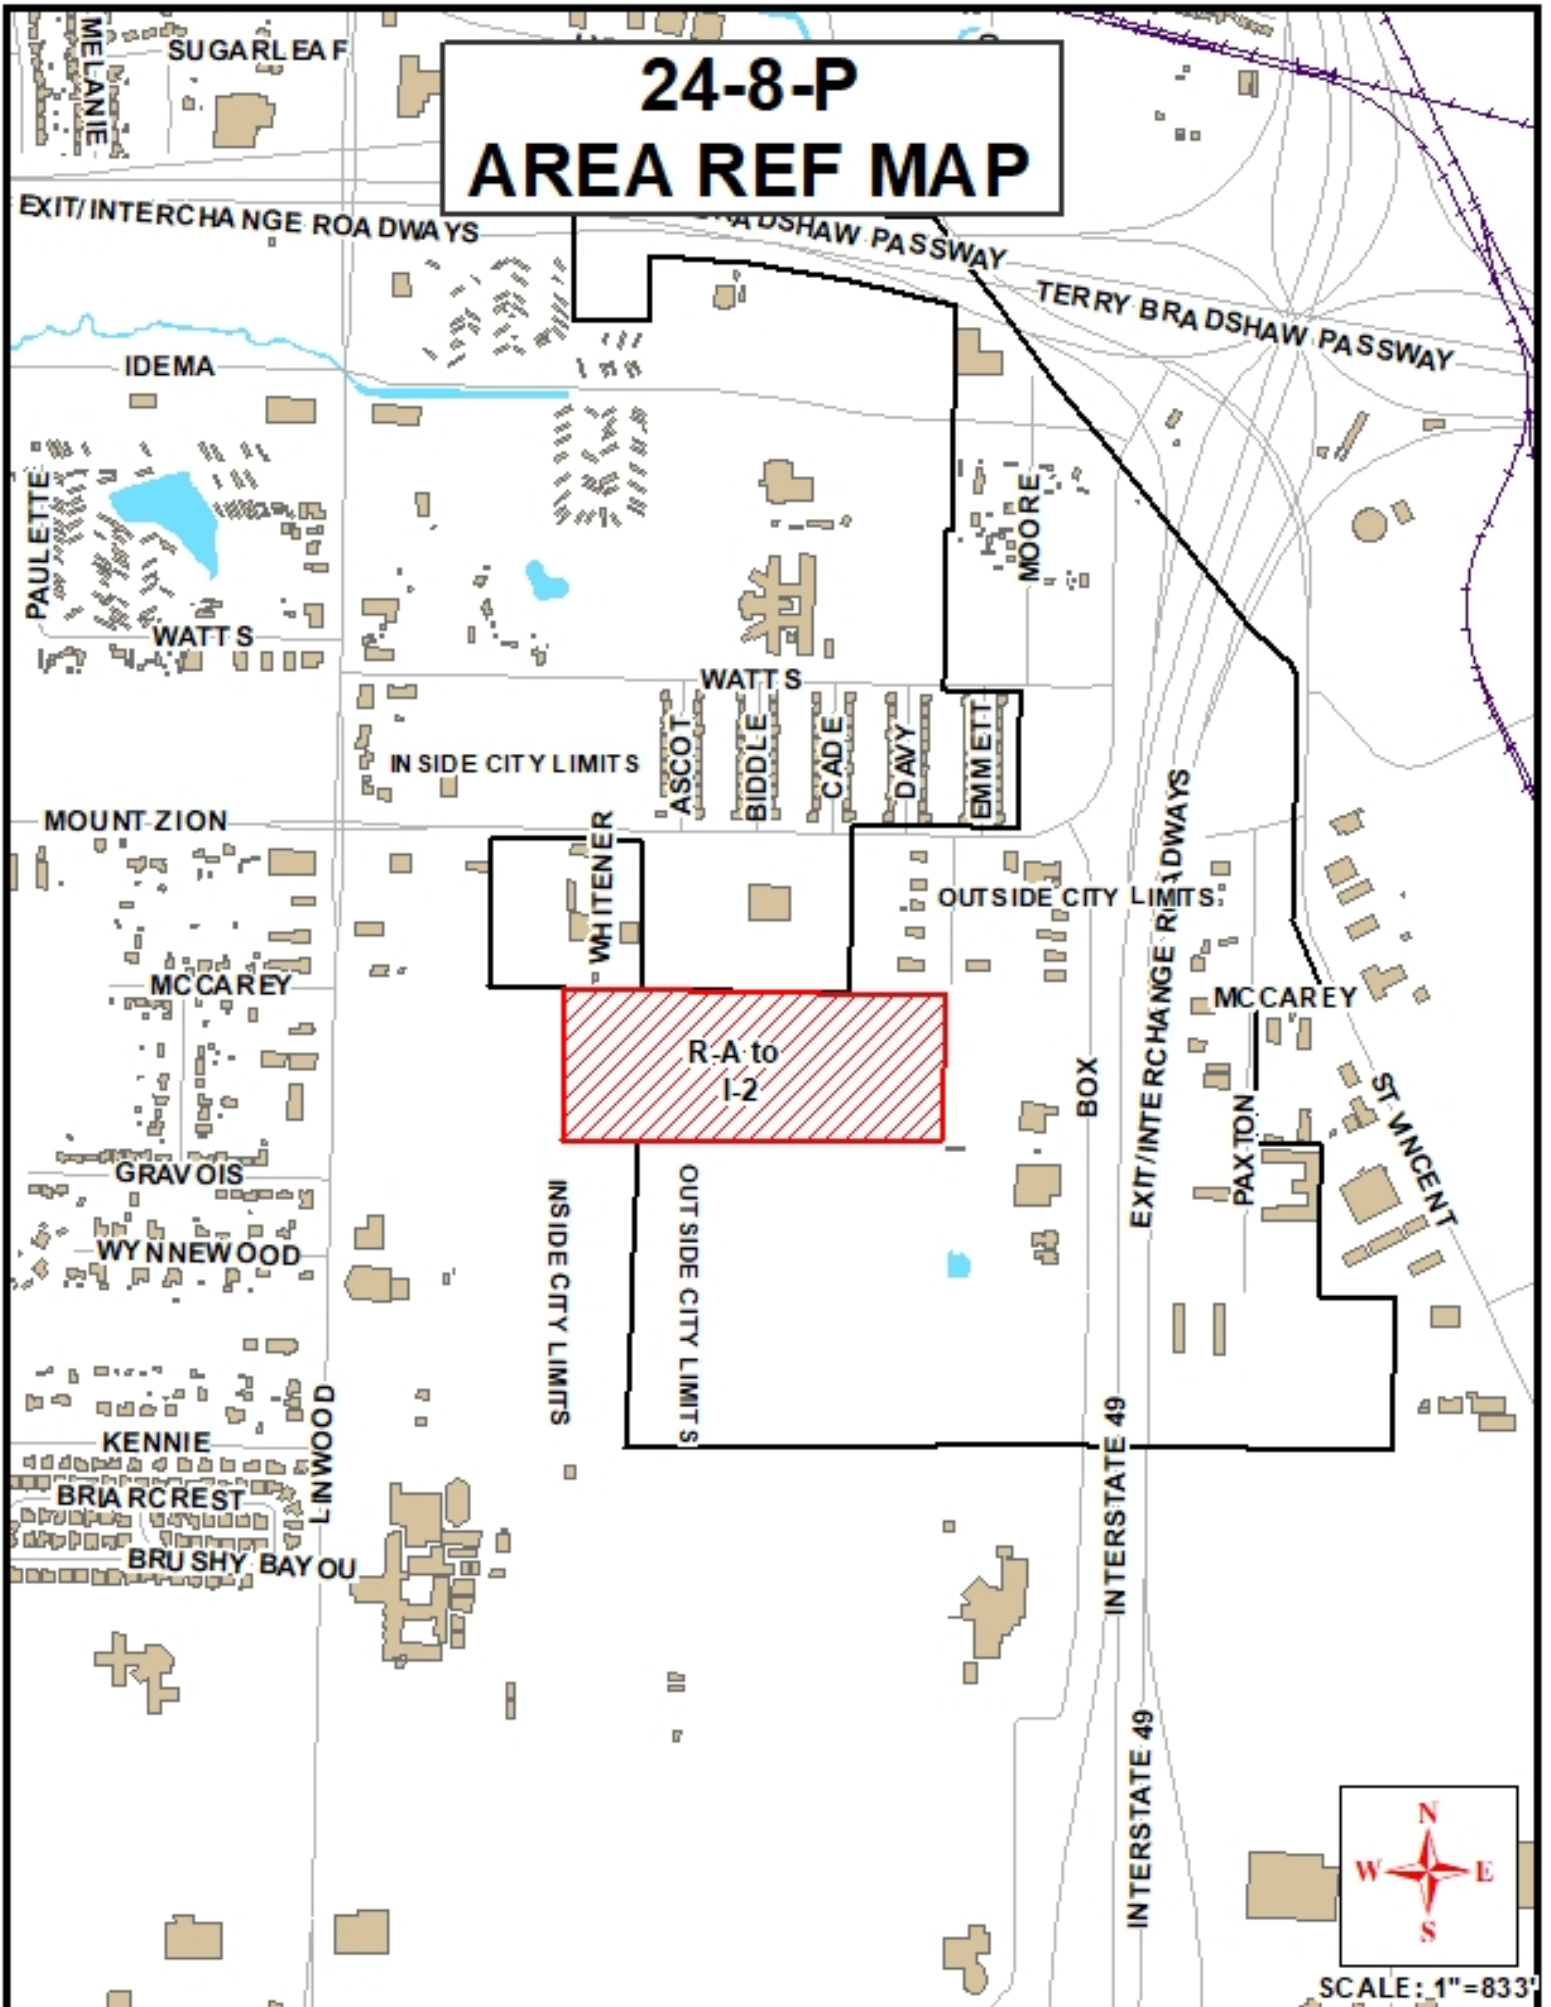 24-8-P
AREA REF MAP
SUGARLEAF
MELANIE
EXIT/INTERCHANGE ROADWAYS
BRADSHAW PASSWAY
TERRY BRADSHAW PASSWAY
IDEMA
PAULETTE
MOORE
WATTS
WATTS
INSIDE CITY LIMITS
ASCOT
BIDDLE
CADE
DAVY
EMMETT
MOUNT ZION
WHITENER
OUTSIDE CITY LIMITS
EXIT/INTERCHANGE ROADWAYS
MCCAREY
MCCAREY
R-A to
I-2
BOX
PAXTON
ST VINCENT
GRAVOIS
WYNNEWOOD
INSIDE CITY LIMITS
OUTSIDE CITY LIMITS
LINWOOD
KENNIE
BRIARCREST
BRUSHY BAYOU
INTERSTATE 49
INTERSTATE 49
N
W E
S
SCALE: 1"=833'